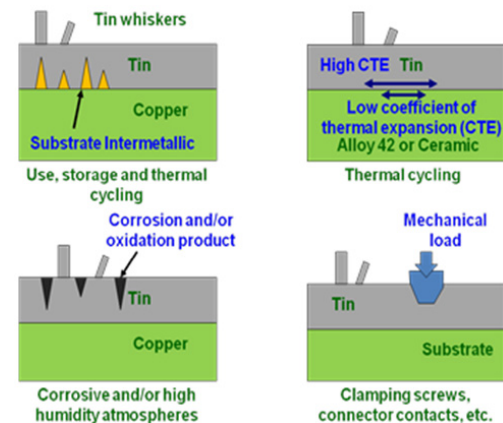 Tin whiskers
Tin
Copper
Substrate Intermetallic
Use, storage and thermal
cycling
High CTE Tin
Low coefficient of
thermal expansion (CTE)
Alloy 42 or Ceramic
Thermal cycling
Corrosion and/or
oxidation product
Tin
Copper
Corrosive and/or high
humidity atmospheres
Mechanical
load
Tin
Substrate
Clamping screws,
connector contacts, etc.